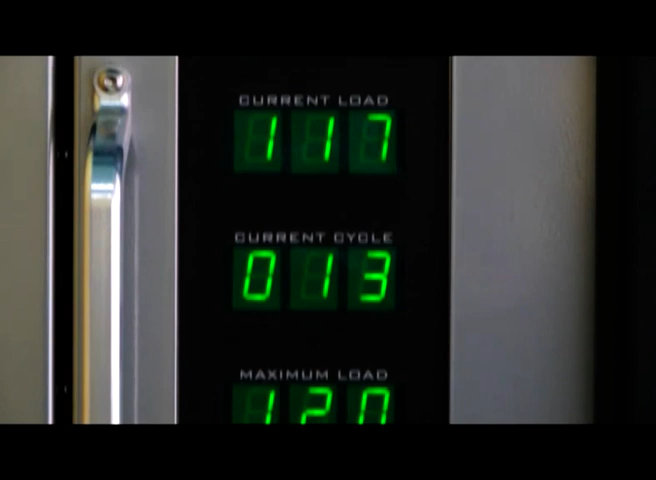 CURRENT LOAD
117
CURRENT CYCLE
013
MAXIMUM LOAD
120